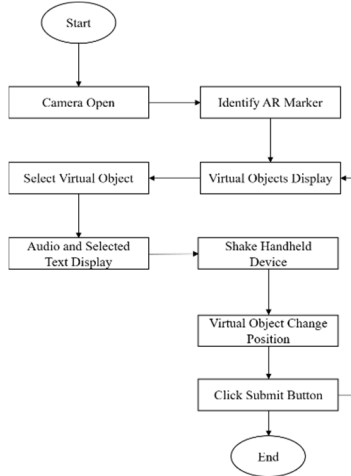 Start
Camera Open
Identify AR Marker
Select Virtual Object
Virtual Objects Display
Audio and Selected
Text Display
Shake Handheld
Device
Virtual Object Change
Position
Click Submit Button
End